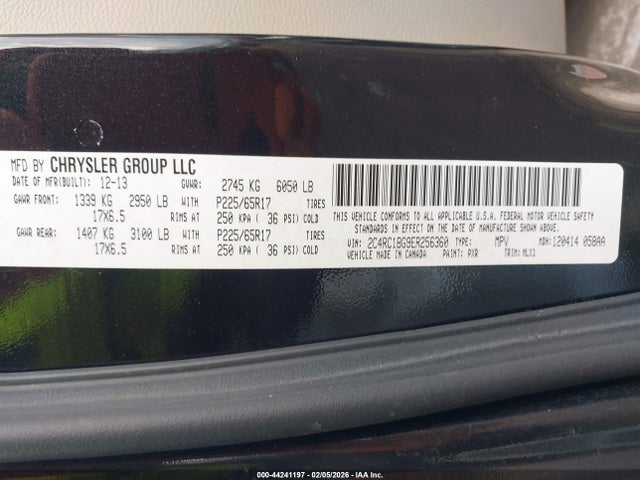 MFD BY CHRYSLER GROUP LLC
DATE OF MFR(BUILT): 12-13 GVWR: 2745 KG 6050 LB
GAWR FRONT: 1339 KG 2950 LB WITH P225/65R17 TIRES
17X6.5 RIMS AT 250 KPA ( 36 PSI) COLD
GAWR REAR: 1407 KG 3100 LB WITH P225/65R17 TIRES
17X6.5 RIMS AT 250 KPA ( 36 PSI) COLD
THIS VEHICLE CONFORMS TO ALL APPLICABLE U.S.A. FEDERAL MOTOR VEHICLE SAFETY
STANDARDS IN EFFECT ON THE DATE OF MANUFACTURE SHOWN ABOVE.
VIN: 2C4RC1BG9ER256360 TYPE: MPV MDH: 120414 05BAA
VEHICLE MADE IN CANADA PAINT: PXR TRIM: MLX1
000-44241197 - 02/05/2026 - IAA Inc.